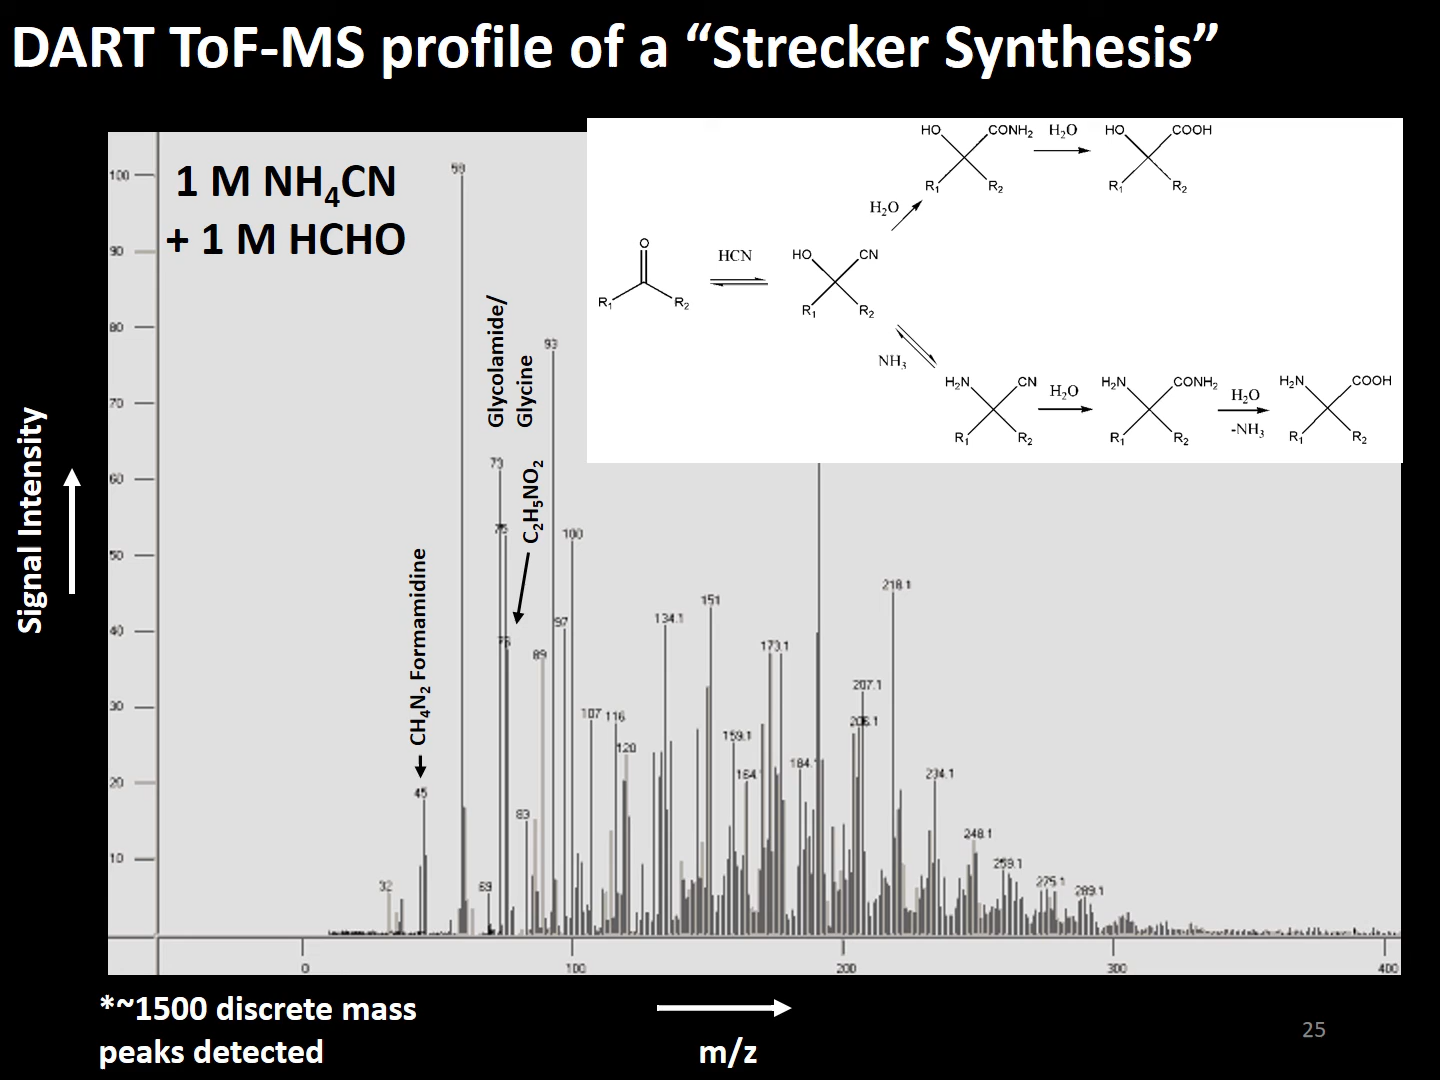 DART ToF-MS profile of a “Strecker Synthesis”
1 M NH₄CN
+ 1 M HCHO
Signal Intensity
100
90
80
70
60
50
40
30
20
10
CH₄N₂ Formamidine
Glycolamide/
Glycine
C₂H₅NO₂
32
45
59
69
73
75
76
83
89
93
97
100
107
116
120
134.1
151
159.1
164
173.1
184.
207.1
206.1
218.1
234.1
248.1
259.1
275.1
289.1
0
100
200
300
400
O
R₁
R₂
HCN
HO
CN
R₁
R₂
H₂O
HO
CONH₂
R₁
R₂
H₂O
HO
COOH
R₁
R₂
NH₃
H₂N
CN
R₁
R₂
H₂O
H₂N
CONH₂
R₁
R₂
H₂O
-NH₃
H₂N
COOH
R₁
R₂
*~1500 discrete mass
peaks detected
m/z
25